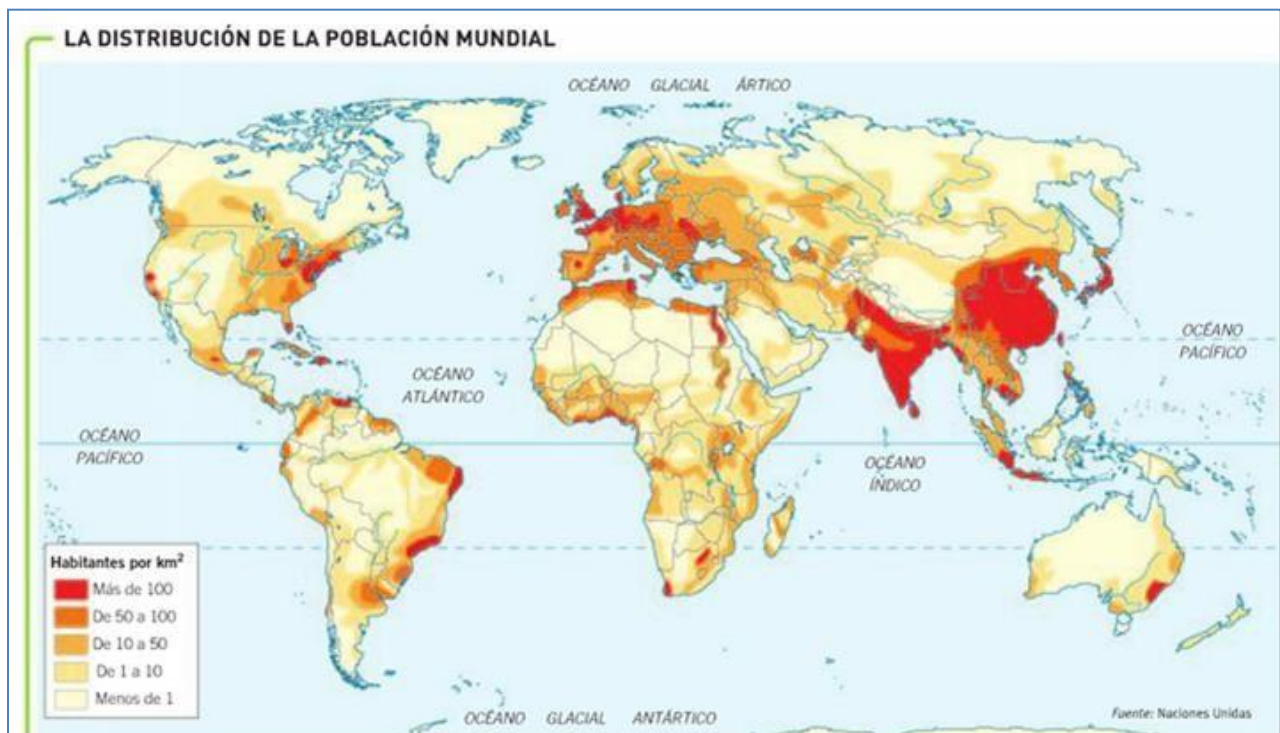 LA DISTRIBUCIÓN DE LA POBLACIÓN MUNDIAL
OCÉANO GLACIAL ÁRTICO
OCÉANO
PACÍFICO
OCÉANO
ATLÁNTICO
OCÉANO
PACÍFICO
OCÉANO
ÍNDICO
Habitantes por km²
Más de 100
De 50 a 100
De 10 a 50
De 1 a 10
Menos de 1
OCÉANO GLACIAL ANTÁRTICO
Fuente: Naciones Unidas